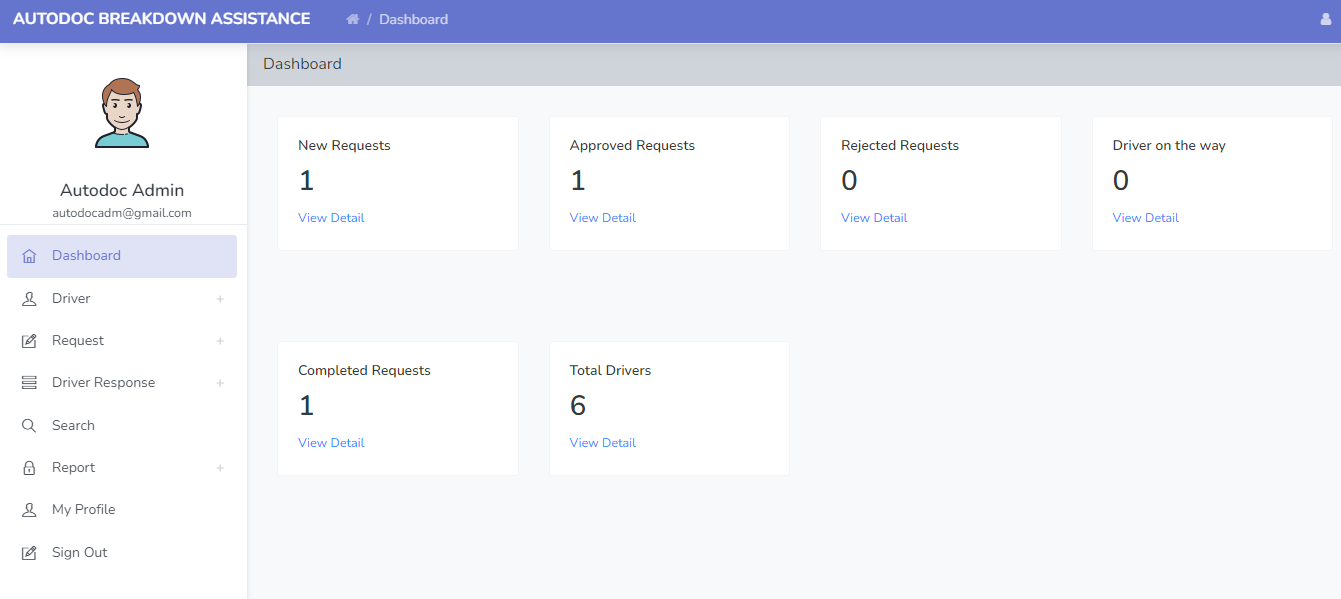 AUTODOC BREAKDOWN ASSISTANCE
/ Dashboard
Autodoc Admin
autodocadm@gmail.com
Dashboard
Driver +
Request +
Driver Response +
Search
Report +
My Profile
Sign Out
Dashboard
New Requests
1
View Detail
Approved Requests
1
View Detail
Rejected Requests
0
View Detail
Driver on the way
0
View Detail
Completed Requests
1
View Detail
Total Drivers
6
View Detail